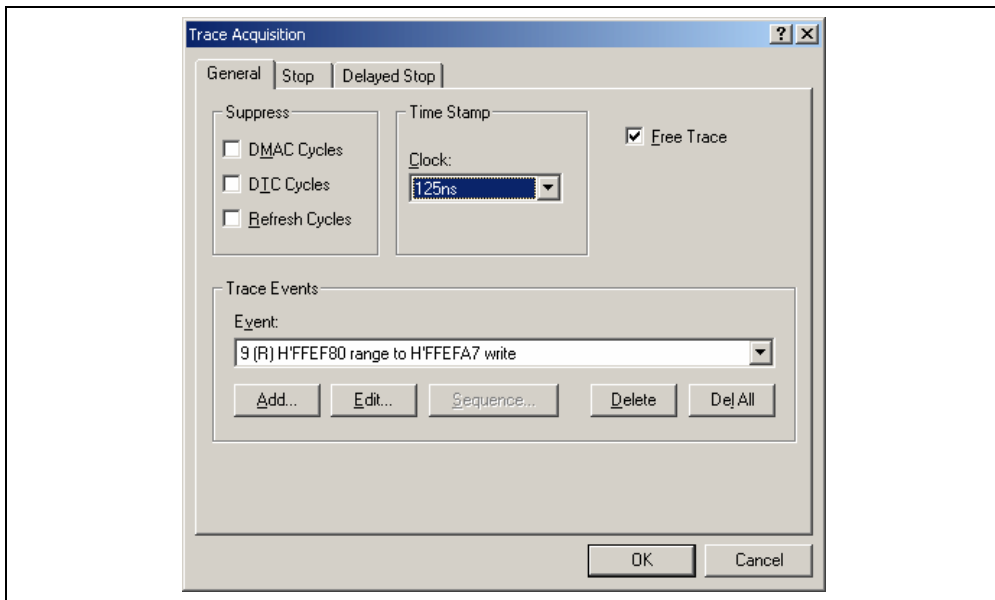 Trace Acquisition
General Stop Delayed Stop
Suppress
DMAC Cycles
DTC Cycles
Refresh Cycles
Time Stamp
Clock:
125ns
Free Trace
Trace Events
Event:
9 (R) H'FFEF80 range to H'FFEFA7 write
Add... Edit... Sequence... Delete Del All
OK Cancel